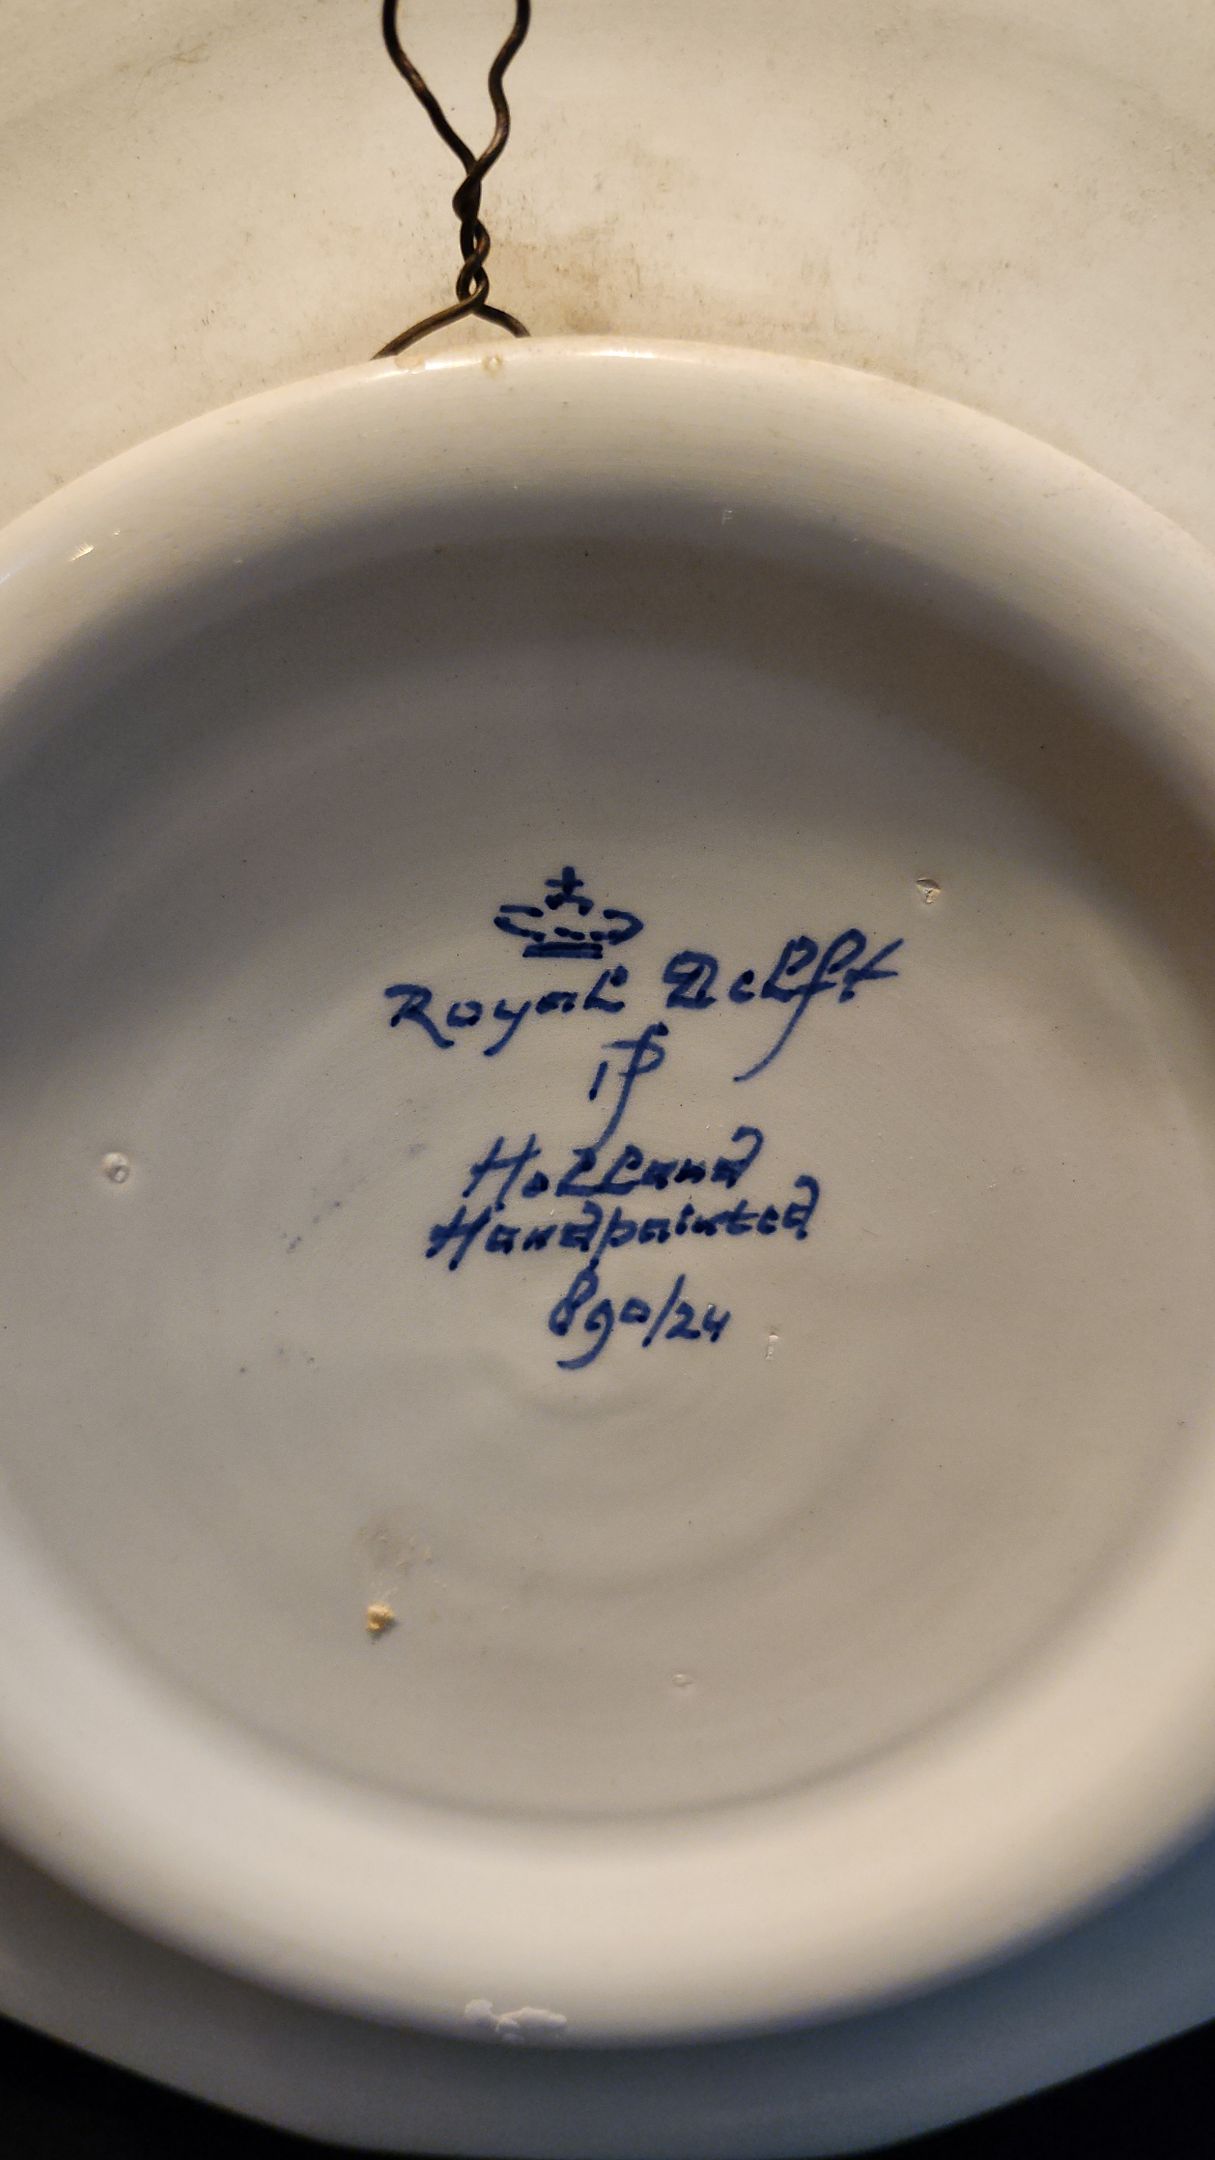 Royal Delft
Holland
Handpainted
890/24